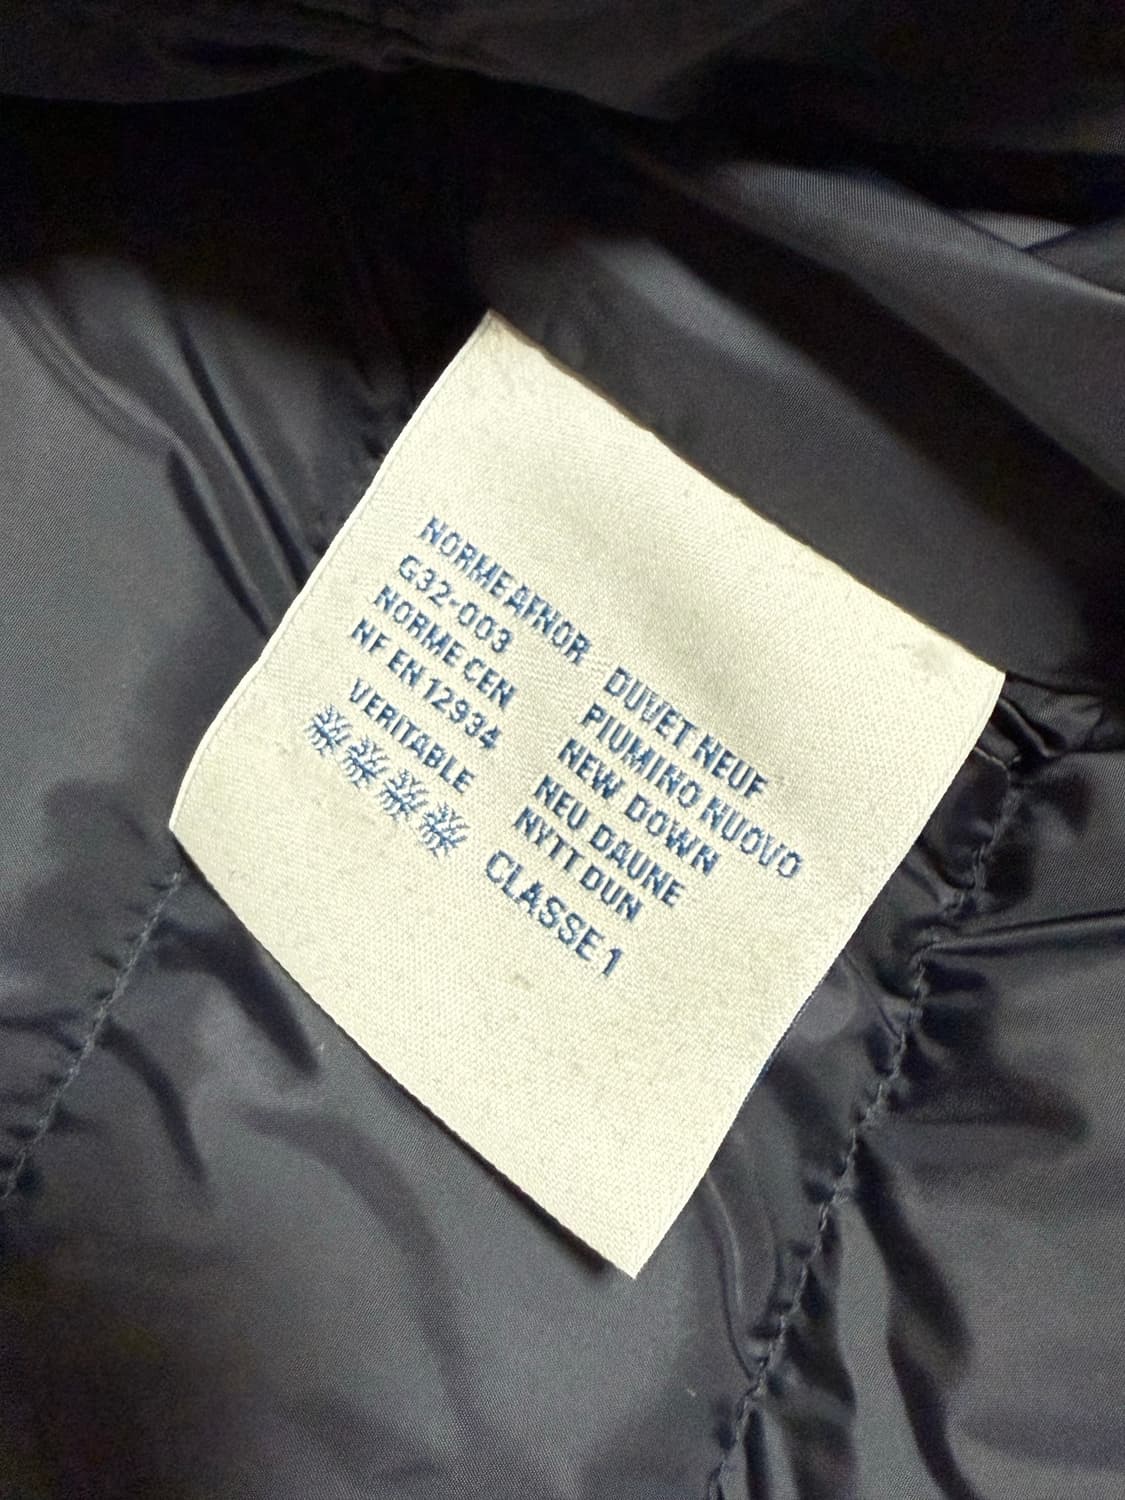 NORME AFNOR
G32-003
NORME CEN
NF EN 12934
VERITABLE
DUVET NEUF
PIUMINO NUOVO
NEW DOWN
NEU DAUNE
NYTT DUN
CLASSE 1